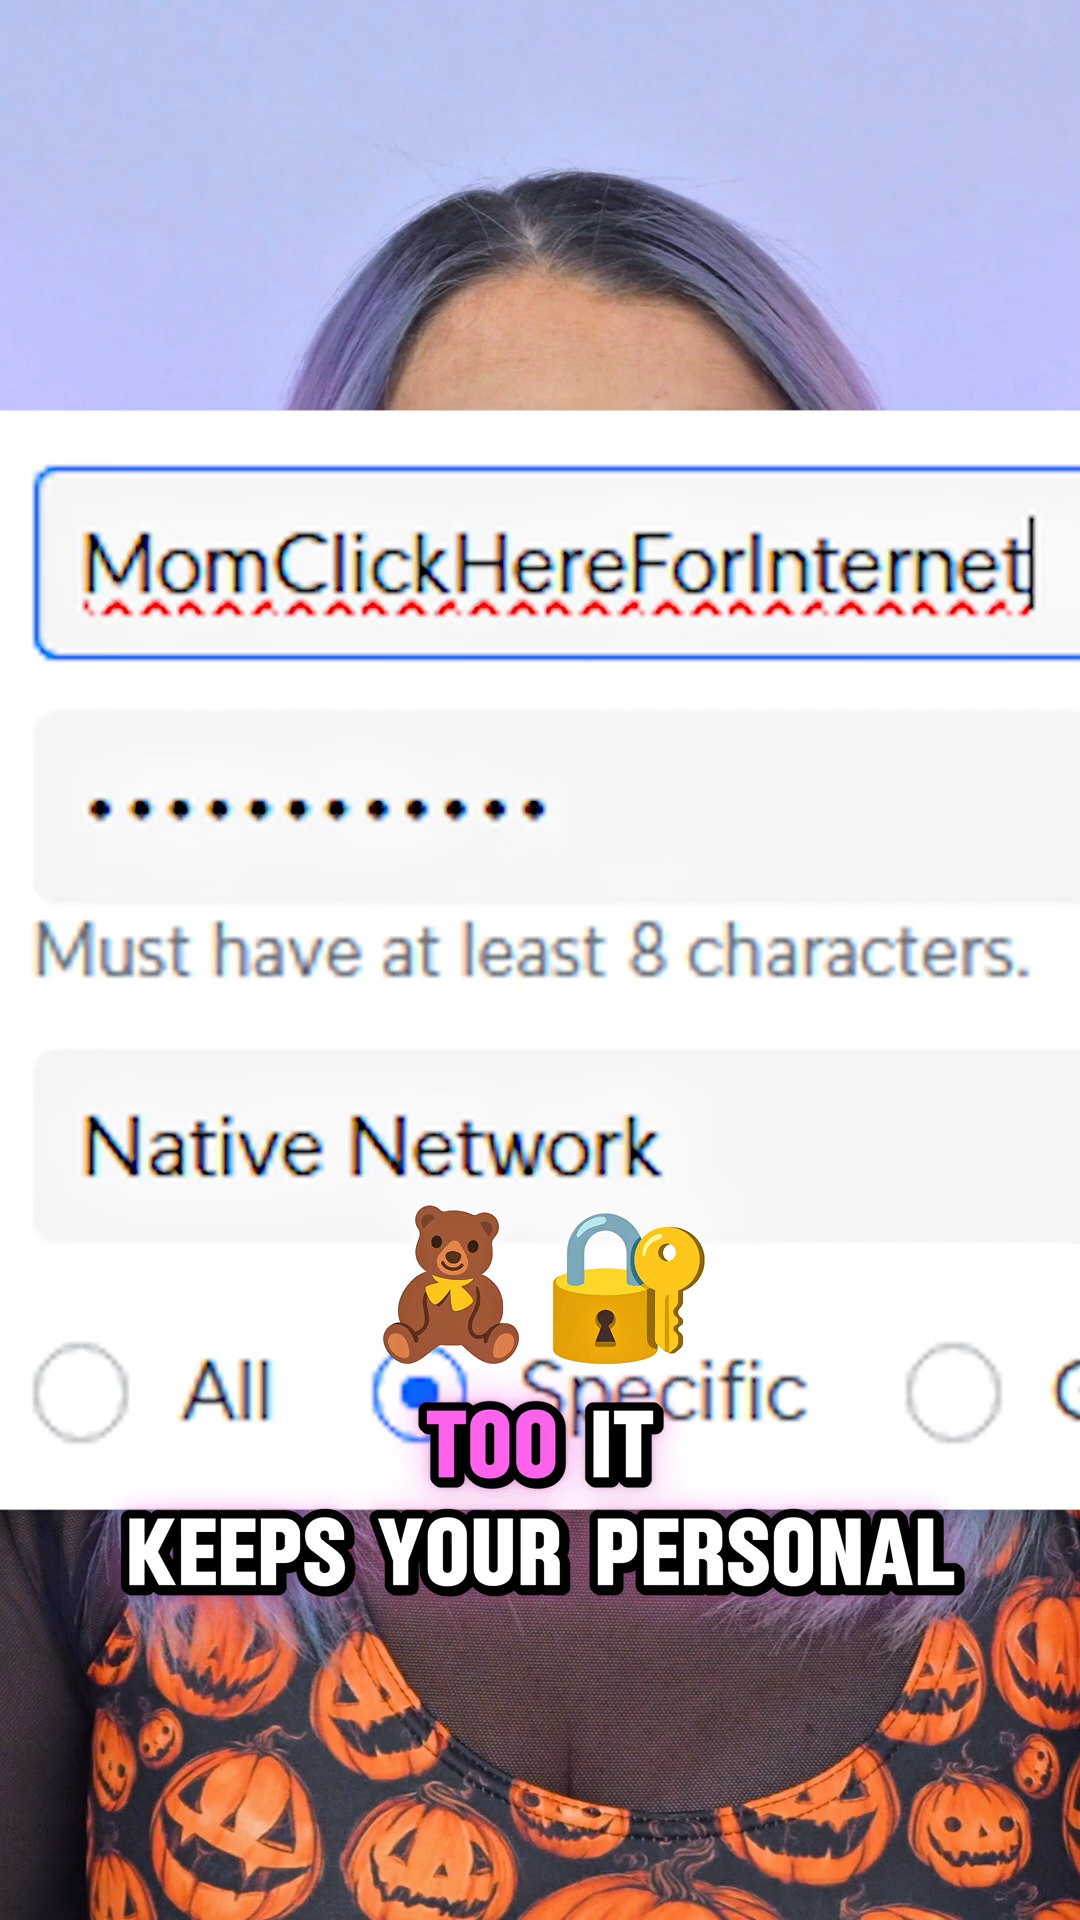 MomClickHereForInternet
••••••••••••
Must have at least 8 characters.
Native Network
All Specific
TOO IT
KEEPS YOUR PERSONAL